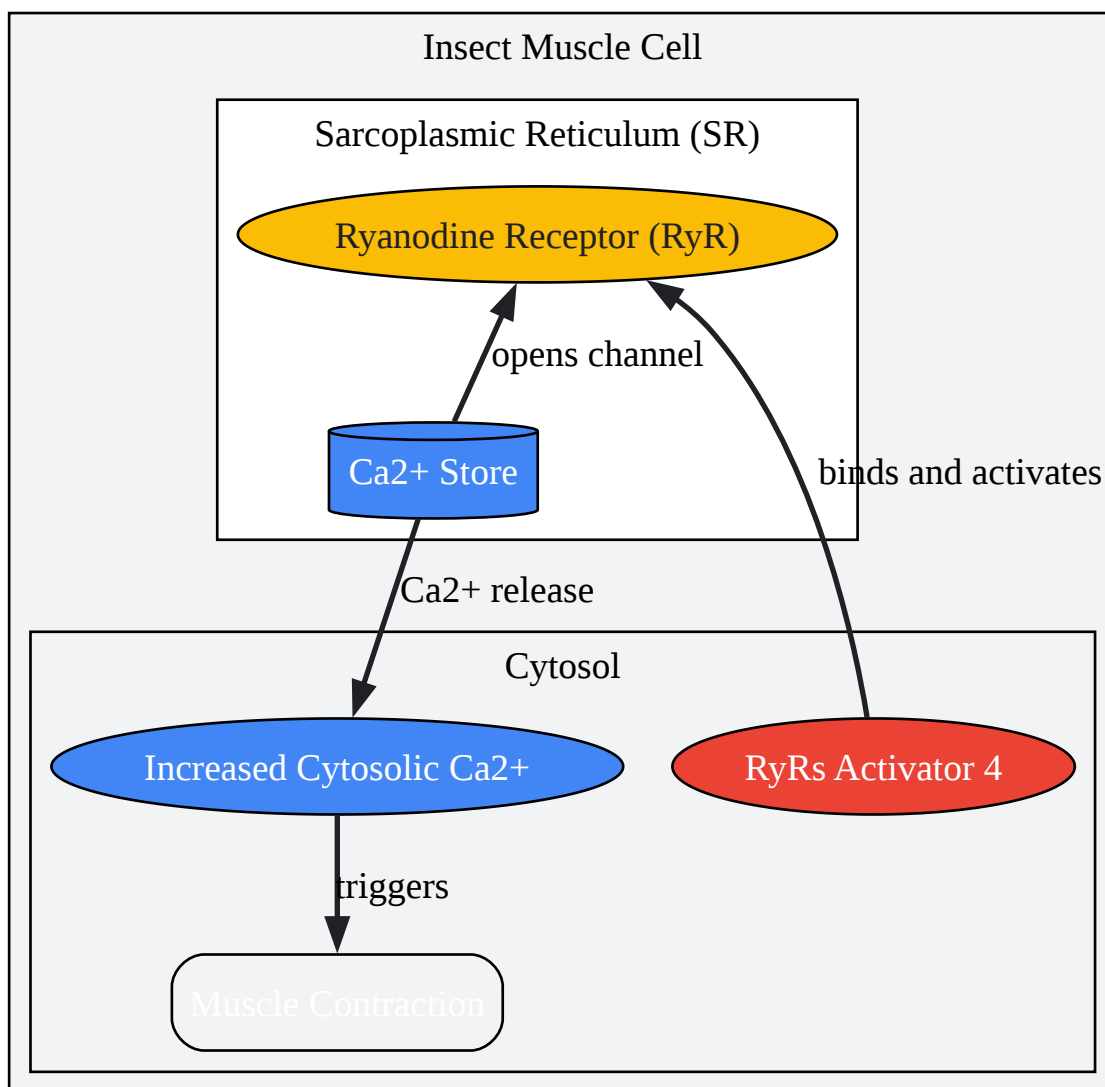 Insect Muscle Cell
Sarcoplasmic Reticulum (SR)
Ryanodine Receptor (RyR)
opens channel
Ca2+ Store
binds and activates
Ca2+ release
Cytosol
Increased Cytosolic Ca2+
RyRs Activator 4
triggers
Muscle Contraction